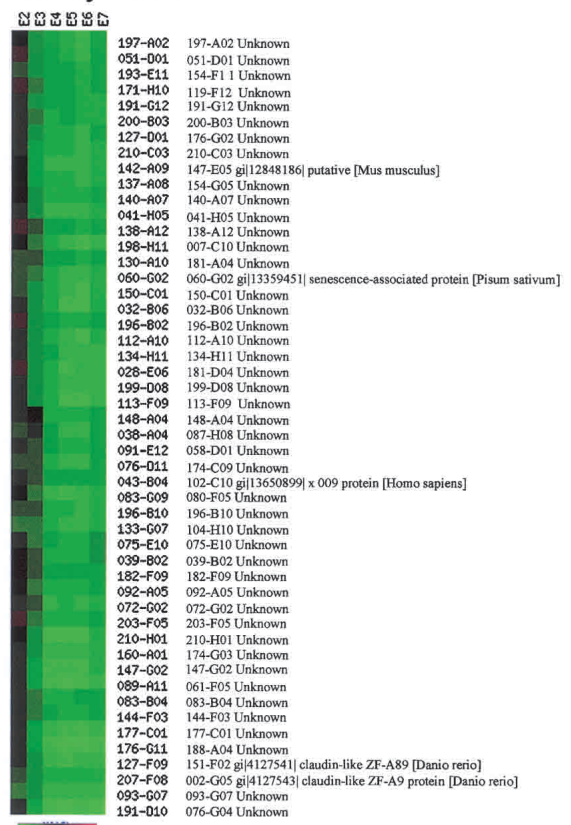 E2 E3 E4 E5 E6 E7
197-A02 197-A02 Unknown
051-D01 051-D01 Unknown
193-E11 154-F1 1 Unknown
171-H10 119-F12 Unknown
191-G12 191-G12 Unknown
200-B03 200-B03 Unknown
127-D01 176-G02 Unknown
210-C03 210-C03 Unknown
142-A09 147-E05 gi|12848186| putative [Mus musculus]
137-A08 154-G05 Unknown
140-A07 140-A07 Unknown
041-H05 041-H05 Unknown
138-A12 138-A12 Unknown
198-H11 007-C10 Unknown
130-A10 181-A04 Unknown
060-G02 060-G02 gi|13359451| senescence-associated protein [Pisum sativum]
150-C01 150-C01 Unknown
032-B06 032-B06 Unknown
196-B02 196-B02 Unknown
112-A10 112-A10 Unknown
134-H11 134-H11 Unknown
028-E06 181-D04 Unknown
199-D08 199-D08 Unknown
113-F09 113-F09 Unknown
148-A04 148-A04 Unknown
038-A04 087-H08 Unknown
091-E12 058-D01 Unknown
076-D11 174-C09 Unknown
043-B04 102-C10 gi|13650899| x 009 protein [Homo sapiens]
083-G09 080-F05 Unknown
196-B10 196-B10 Unknown
133-G07 104-H10 Unknown
075-E10 075-E10 Unknown
039-B02 039-B02 Unknown
182-F09 182-F09 Unknown
092-A05 092-A05 Unknown
072-G02 072-G02 Unknown
203-F05 203-F05 Unknown
210-H01 210-H01 Unknown
160-A01 174-G03 Unknown
147-G02 147-G02 Unknown
089-A11 061-F05 Unknown
083-B04 083-B04 Unknown
144-F03 144-F03 Unknown
177-C01 177-C01 Unknown
176-G11 188-A04 Unknown
127-F09 151-F02 gi|4127541| claudin-like ZF-A89 [Danio rerio]
207-F08 002-G05 gi|4127543| claudin-like ZF-A9 protein [Danio rerio]
093-G07 093-G07 Unknown
191-D10 076-G04 Unknown